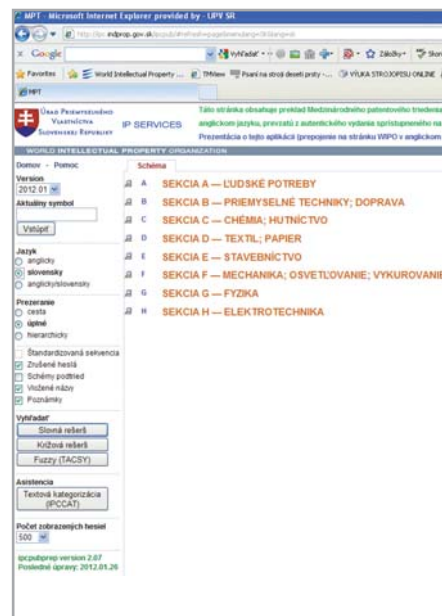 MPT - Microsoft Internet Explorer provided by - UPV SR
Google
Vyhľadať
Záložky
Favorites
World Intellectual Property ...
TMview
Psaní na stroji deseti prsty -...
VÝUKA STROJOPISU ONLINE
MPT
ÚRAD PRIEMYSELNÉHO
VLASTNÍCTVA
SLOVENSKEJ REPUBLIKY
IP SERVICES
Táto stránka obsahuje preklad Medzinárodného patentového triedenia
anglickom jazyku, prevzatú z autentického vydania sprístupneného na
Prezentácia o tejto aplikácii (prepojenie na stránku WIPO v anglickom
WORLD INTELLECTUAL PROPERTY ORGANIZATION
Domov - Pomoc
Schéma
Version
2012.01
Aktuálny symbol
Vstúpiť
Jazyk
anglicky
slovensky
anglicky/slovensky
Prezeranie
cesta
úplné
hierarchicky
Štandardizovaná sekvencia
Zrušené heslá
Schémy podtried
Vložené názvy
Poznámky
Vyhľadať
Slovná rešerš
Krížová rešerš
Fuzzy (TACSY)
Asistencia
Textová kategorizácia
(IPCCAT)
Počet zobrazených hesiel
500
ipcpubprep version 2.07
Posledné úpravy: 2012.01.26
A SEKCIA A — ĽUDSKÉ POTREBY
B SEKCIA B — PRIEMYSELNÉ TECHNIKY; DOPRAVA
C SEKCIA C — CHÉMIA; HUTNÍCTVO
D SEKCIA D — TEXTIL; PAPIER
E SEKCIA E — STAVEBNÍCTVO
F SEKCIA F — MECHANIKA; OSVETĽOVANIE; VYKUROVANIE
G SEKCIA G — FYZIKA
H SEKCIA H — ELEKTROTECHNIKA